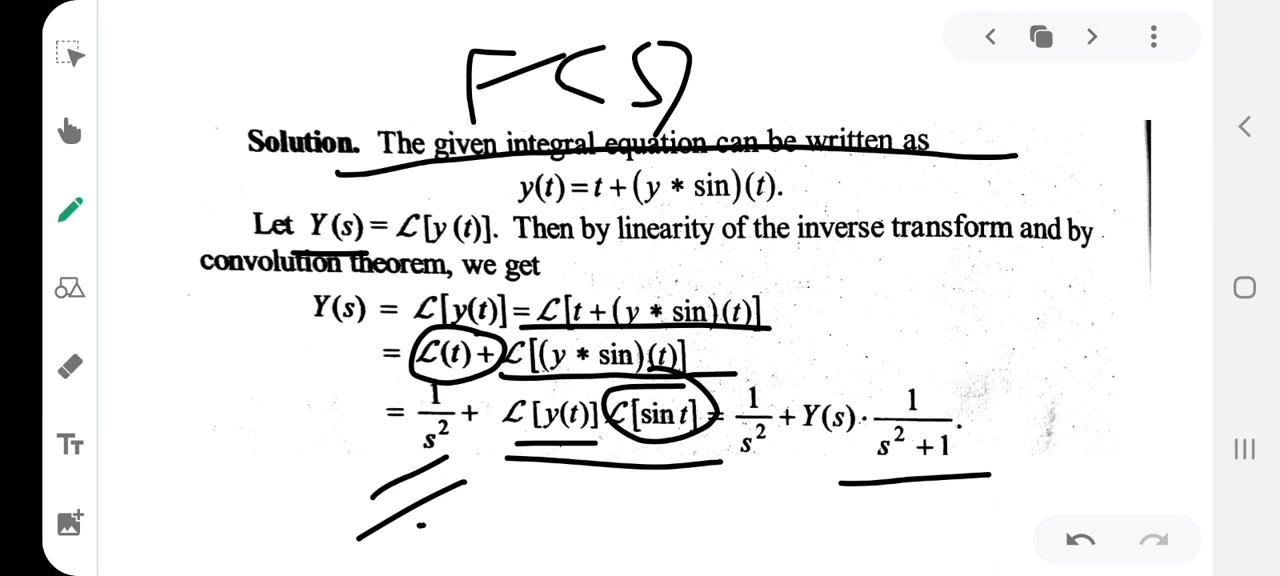 F(S)
Solution. The given integral equation can be written as
y(t) = t + (y * sin)(t).
Let Y(s) = ℒ[y(t)]. Then by linearity of the inverse transform and by
convolution theorem, we get
Y(s) = ℒ[y(t)] = ℒ[t + (y * sin)(t)]
= ℒ(t) + ℒ[(y * sin)(t)]
= 1/s² + ℒ[y(t)] ℒ[sin t] = 1/s² + Y(s) · 1/(s² + 1).
Tт